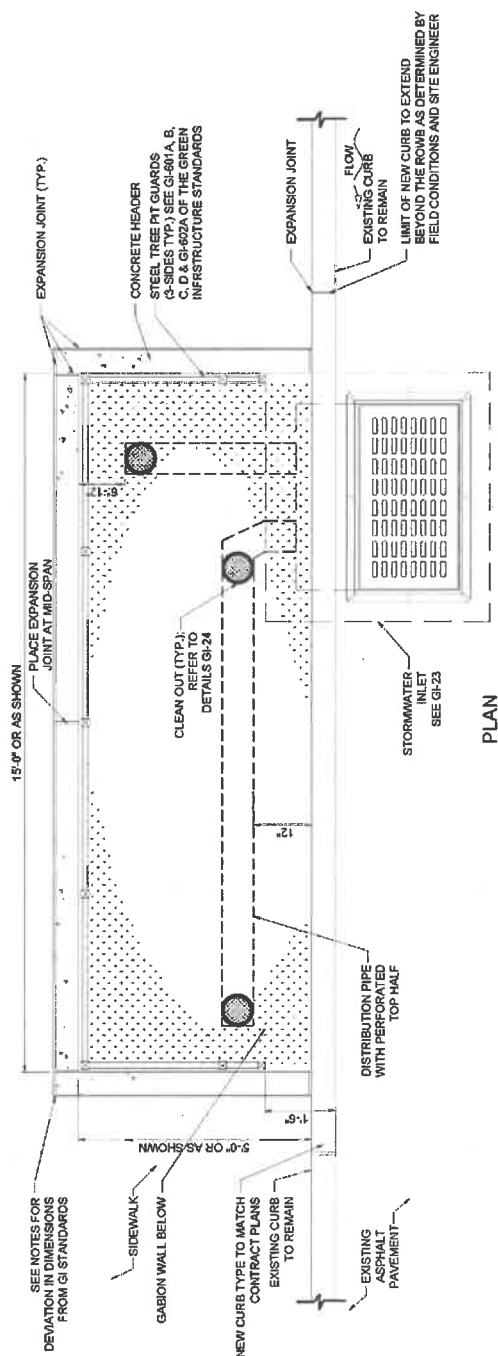 SEE NOTES FOR
DEVIATION IN DIMENSIONS
FROM GI STANDARDS
SIDEWALK
GABION WALL BELOW
NEW CURB TYPE TO MATCH
CONTRACT PLANS
EXISTING CURB
TO REMAIN
EXISTING
ASPHALT
PAVEMENT
15'-0" OR AS SHOWN
PLACE EXPANSION
JOINT AT MID-SPAN
5'-0" OR AS SHOWN
1'-6"
12"
6"-12"
CLEAN OUT (TYP.);
REFER TO
DETAILS GI-24
DISTRIBUTION PIPE
WITH PERFORATED
TOP HALF
STORMWATER
INLET
SEE GI-23
PLAN
EXPANSION JOINT (TYP.)
CONCRETE HEADER
STEEL TREE PIT GUARDS
(3-SIDES TYP.) SEE GI-601A, B,
C, D & GI-602A OF THE GREEN
INFRSTRUCTURE STANDARDS
EXPANSION JOINT
FLOW
EXISTING CURB
TO REMAIN
LIMIT OF NEW CURB TO EXTEND
BEYOND THE ROWB AS DETERMINED BY
FIELD CONDITIONS AND SITE ENGINEER